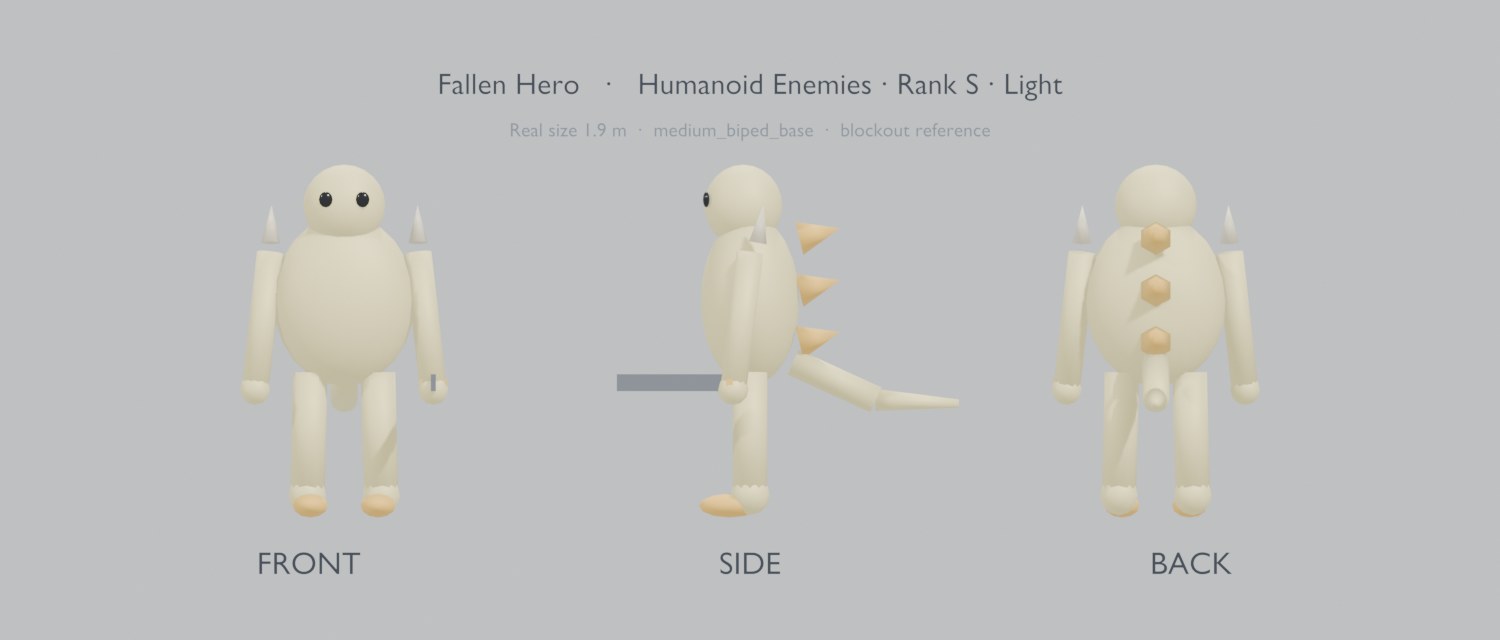 Fallen Hero · Humanoid Enemies · Rank S · Light
Real size 1.9 m · medium_biped_base · blockout reference
FRONT
SIDE
BACK